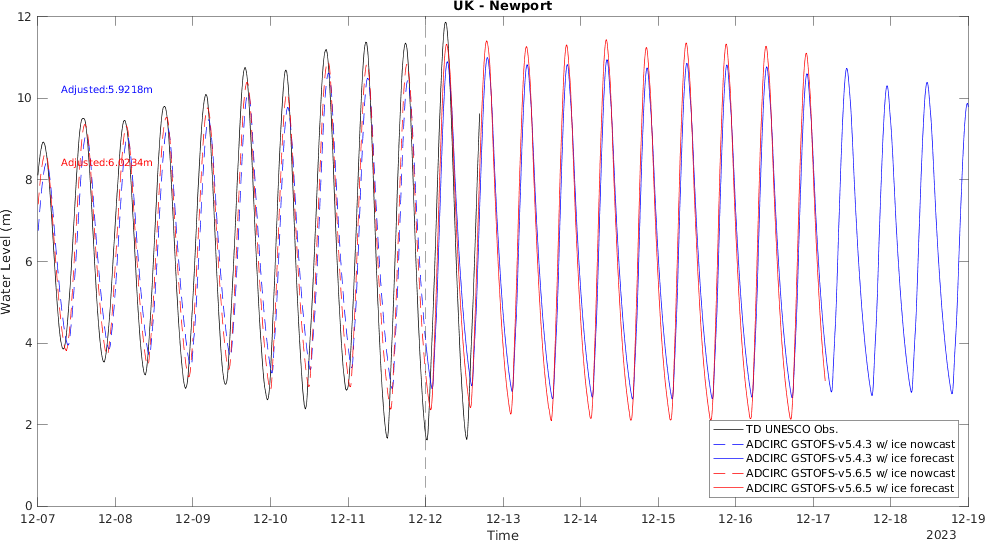 UK - Newport
12
10
8
6
4
2
0
Water Level (m)
Adjusted:5.9218m
Adjusted:6.0234m
TD UNESCO Obs.
ADCIRC GSTOFS-v5.4.3 w/ ice nowcast
ADCIRC GSTOFS-v5.4.3 w/ ice forecast
ADCIRC GSTOFS-v5.6.5 w/ ice nowcast
ADCIRC GSTOFS-v5.6.5 w/ ice forecast
12-07 12-08 12-09 12-10 12-11 12-12 12-13 12-14 12-15 12-16 12-17 12-18 12-19
Time
2023